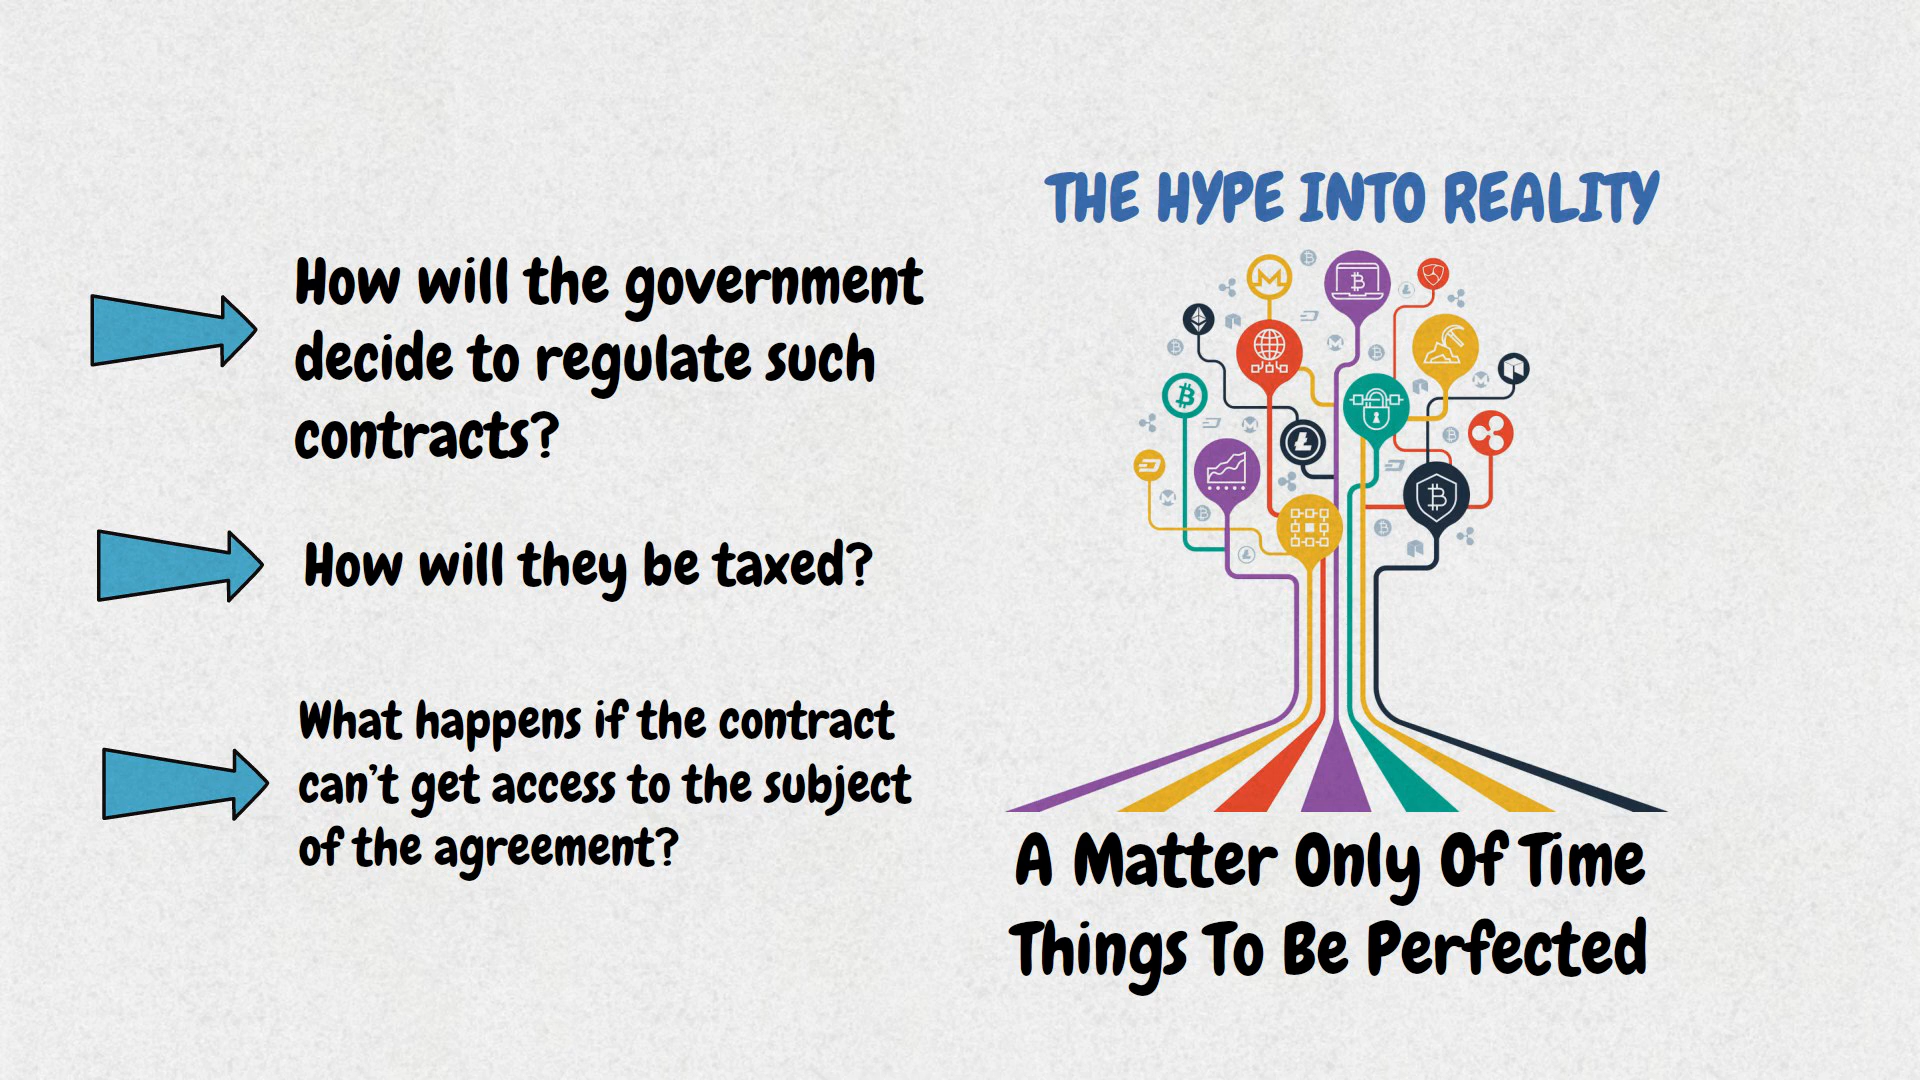 How will the government
decide to regulate such
contracts?
How will they be taxed?
What happens if the contract
can't get access to the subject
of the agreement?
THE HYPE INTO REALITY
A Matter Only Of Time
Things To Be Perfected